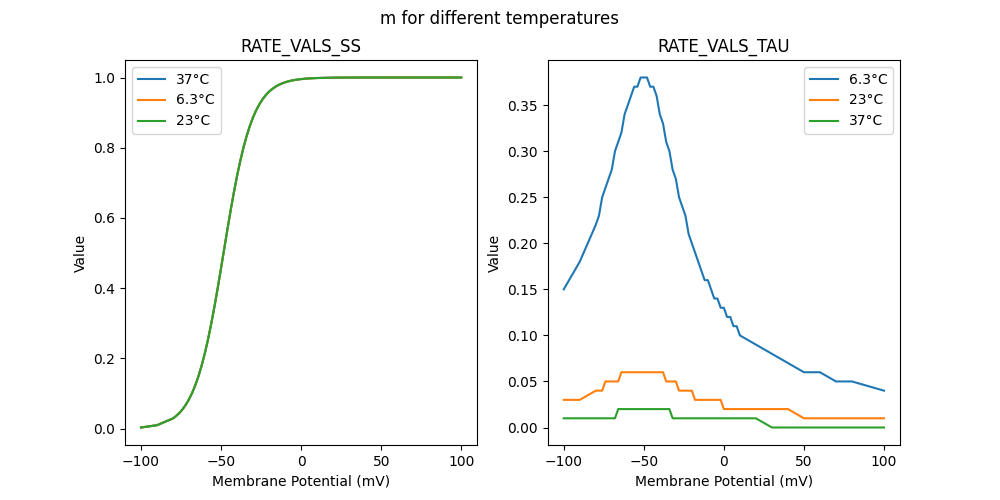 m for different temperatures
RATE_VALS_SS
1.0
0.8
0.6
0.4
0.2
0.0
Value
37°C
6.3°C
23°C
−100
−50
0
50
100
Membrane Potential (mV)
RATE_VALS_TAU
0.35
0.30
0.25
0.20
0.15
0.10
0.05
0.00
Value
6.3°C
23°C
37°C
−100
−50
0
50
100
Membrane Potential (mV)